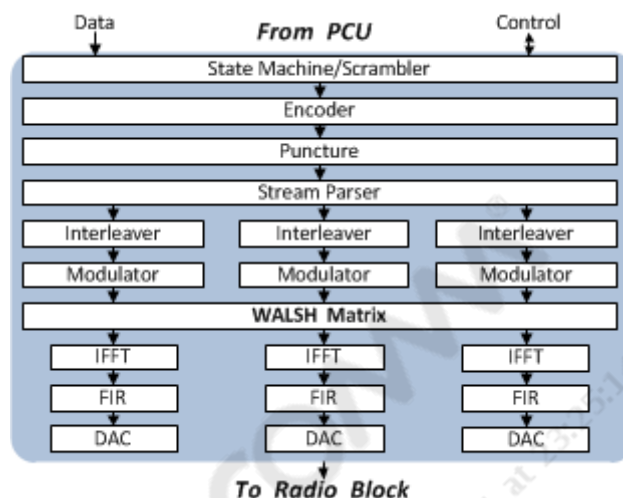 Data From PCU Control
State Machine/Scrambler
Encoder
Puncture
Stream Parser
Interleaver Interleaver Interleaver
Modulator Modulator Modulator
WALSH Matrix
IFFT IFFT IFFT
FIR FIR FIR
DAC DAC DAC
To Radio Block